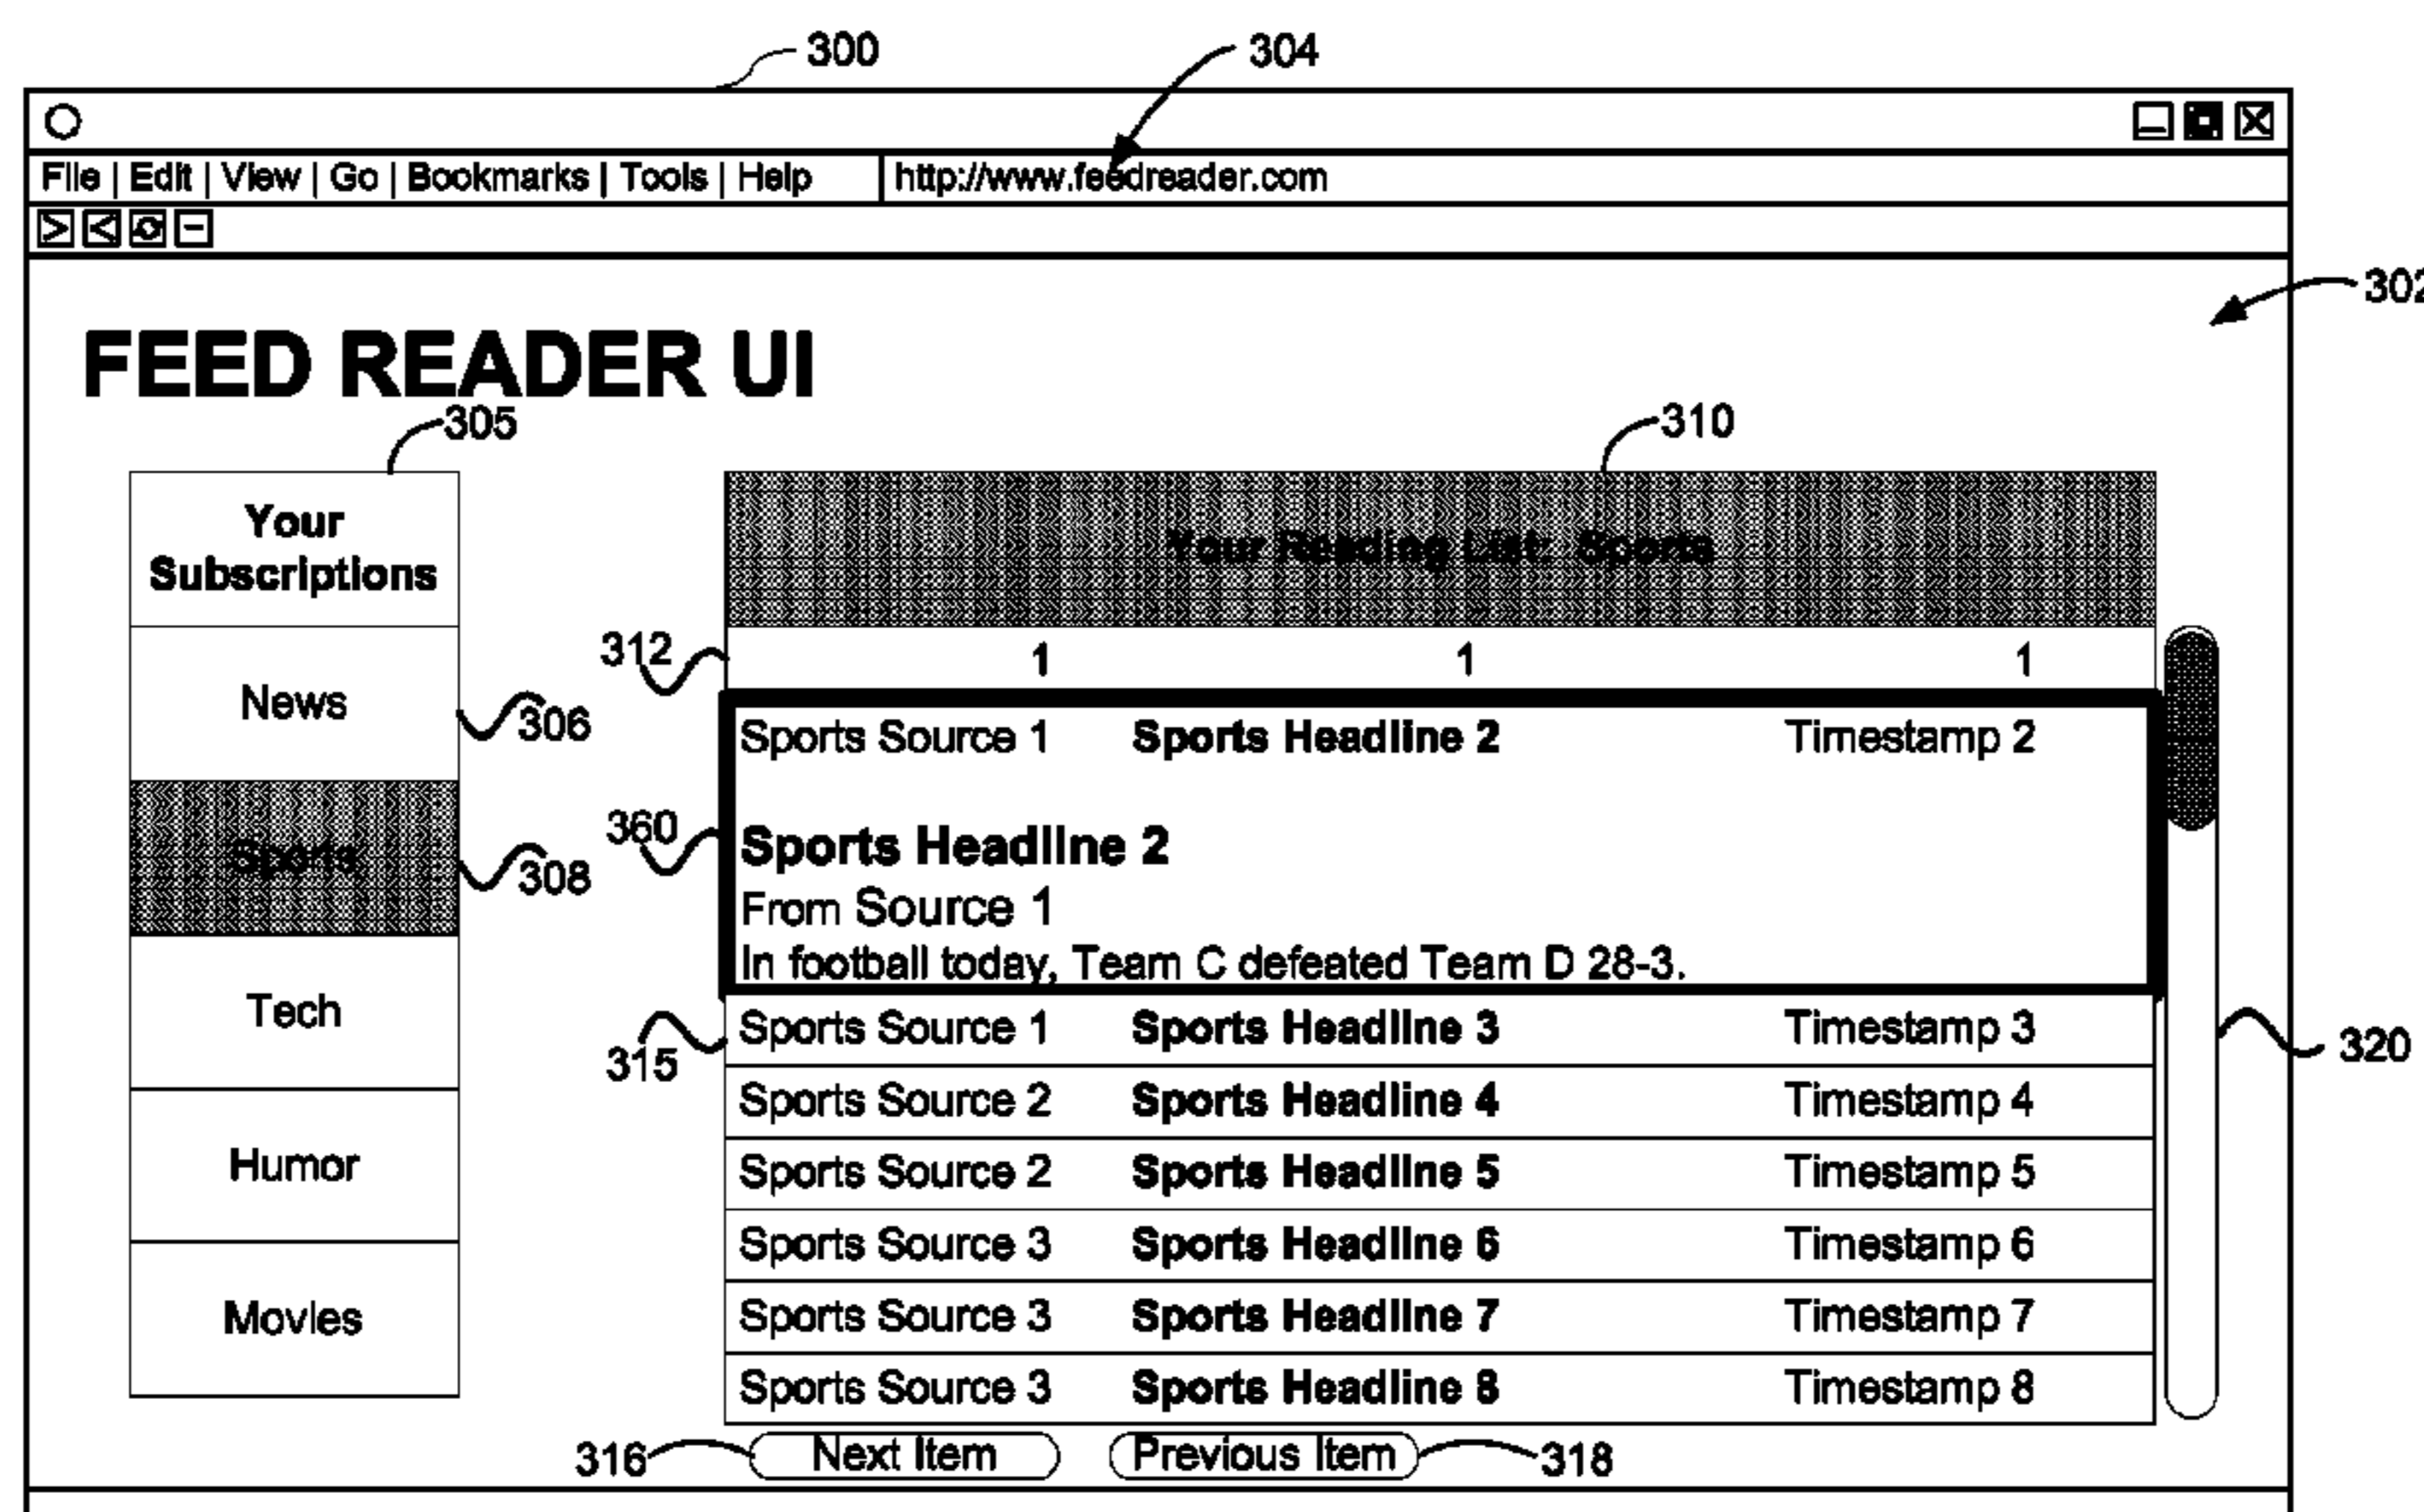 300
304
File | Edit | View | Go | Bookmarks | Tools | Help
http://www.feedreader.com
302
FEED READER UI
305
310
Your
Subscriptions
Your Reading List: Sports
312
1 1 1
News
306
Sports Source 1 Sports Headline 2 Timestamp 2
360
Sports Headline 2
Sports
308
From Source 1
In football today, Team C defeated Team D 28-3.
Tech
315
Sports Source 1 Sports Headline 3 Timestamp 3
320
Sports Source 2 Sports Headline 4 Timestamp 4
Humor
Sports Source 2 Sports Headline 5 Timestamp 5
Sports Source 3 Sports Headline 6 Timestamp 6
Movies
Sports Source 3 Sports Headline 7 Timestamp 7
Sports Source 3 Sports Headline 8 Timestamp 8
316
Next Item
Previous Item
318